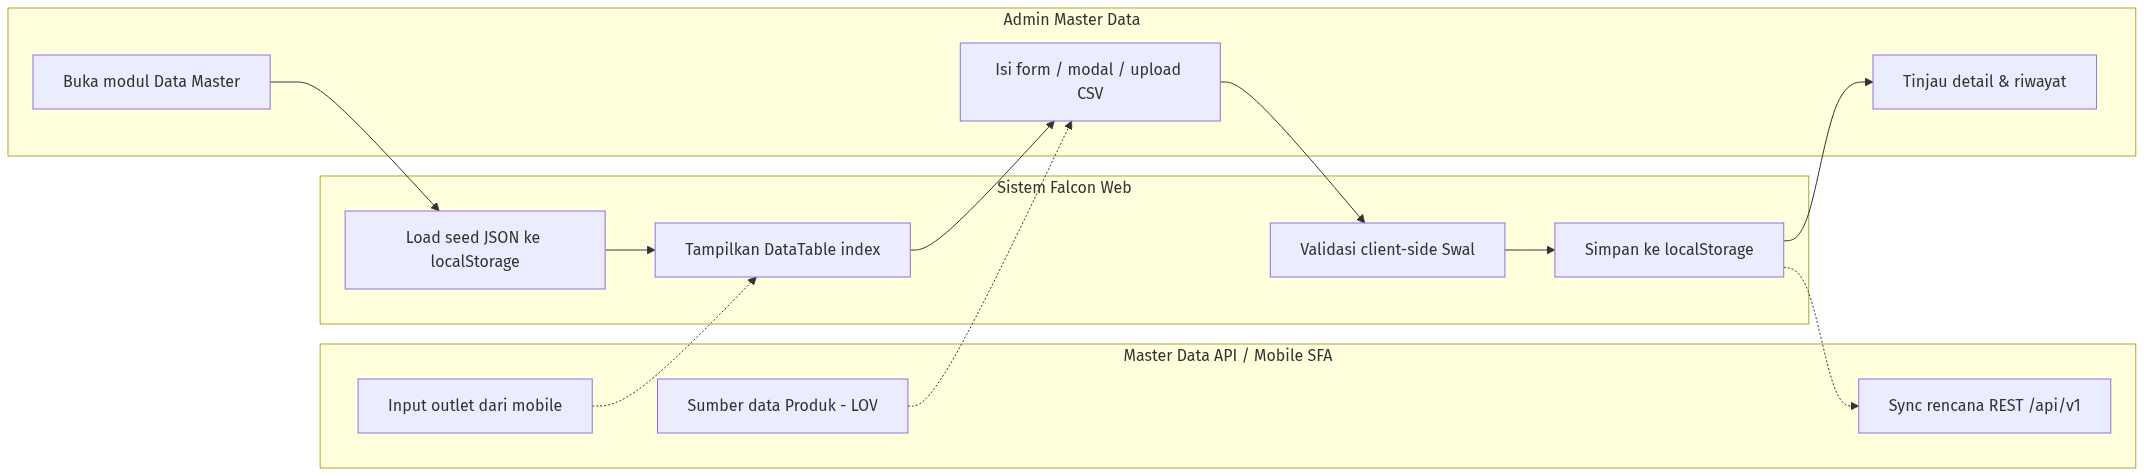 Admin Master Data
Buka modul Data Master
Isi form / modal / upload
CSV
Tinjau detail & riwayat
Sistem Falcon Web
Load seed JSON ke
localStorage
Tampilkan DataTable index
Validasi client-side Swal
Simpan ke localStorage
Master Data API / Mobile SFA
Input outlet dari mobile
Sumber data Produk - LOV
Sync rencana REST /api/v1